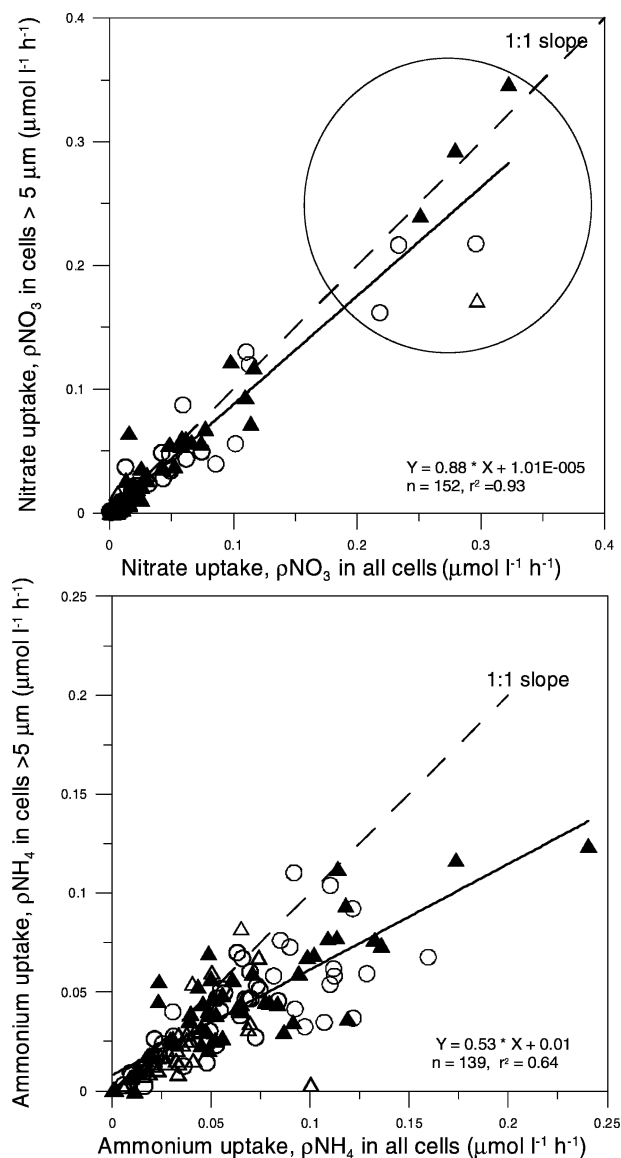 Nitrate uptake, ρNO₃ in cells > 5 µm (µmol l⁻¹ h⁻¹)
0.4
0.3
0.2
0.1
0
1:1 slope
Y = 0.88 * X + 1.01E-005
n = 152, r² =0.93
0 0.1 0.2 0.3 0.4
Nitrate uptake, ρNO₃ in all cells (µmol l⁻¹ h⁻¹)
Ammonium uptake, ρNH₄ in cells >5 µm (µmol l⁻¹ h⁻¹)
0.25
0.2
0.15
0.1
0.05
0
1:1 slope
Y = 0.53 * X + 0.01
n = 139, r² = 0.64
0 0.05 0.1 0.15 0.2 0.25
Ammonium uptake, ρNH₄ in all cells (µmol l⁻¹ h⁻¹)